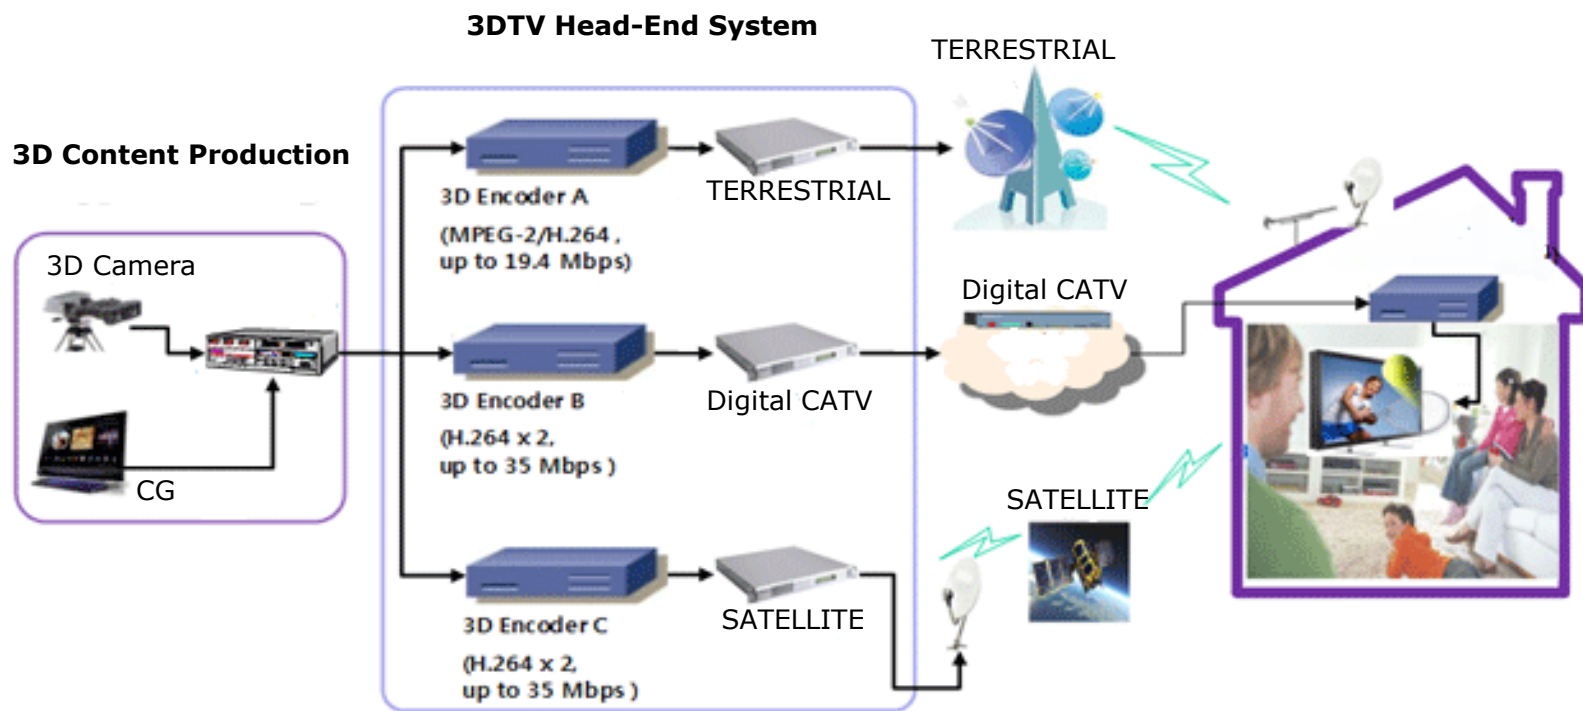 3DTV Head-End System
TERRESTRIAL
3D Content Production
3D Camera
CG
3D Encoder A
(MPEG-2/H.264 ,
up to 19.4 Mbps)
TERRESTRIAL
3D Encoder B
(H.264 x 2,
up to 35 Mbps )
Digital CATV
3D Encoder C
(H.264 x 2,
up to 35 Mbps )
SATELLITE
Digital CATV
SATELLITE